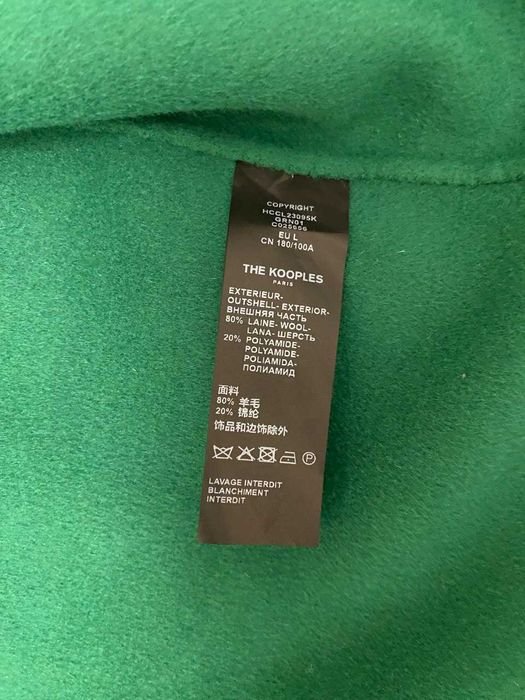 COPYRIGHT
HCCL23095K
GRN01
C025656
EU L
CN 180/100A
THE KOOPLES
PARIS
EXTERIEUR-
OUTSHELL- EXTERIOR-
ВНЕШНЯЯ ЧАСТЬ
80% LAINE- WOOL-
LANA- ШЕРСТЬ
20% POLYAMIDE-
POLYAMIDE-
POLIAMIDA-
ПОЛИАМИД
面料
80% 羊毛
20% 锦纶
饰品和边饰除外
P
LAVAGE INTERDIT
BLANCHIMENT
INTERDIT